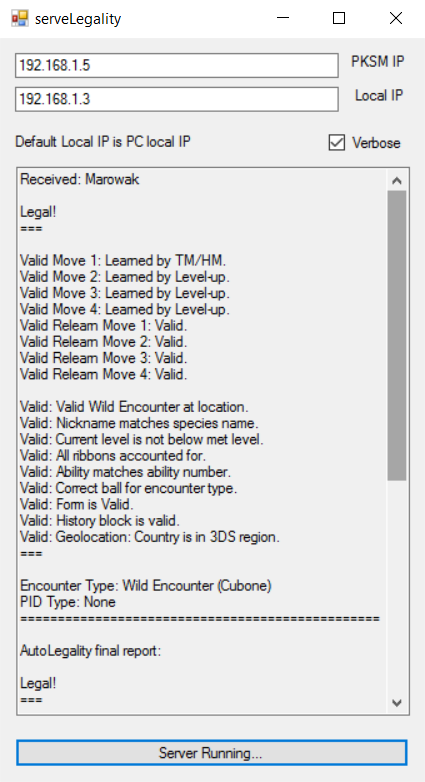 serveLegality
192.168.1.5
PKSM IP
192.168.1.3
Local IP
Default Local IP is PC local IP
Verbose
Received: Marowak
Legal!
===
Valid Move 1: Learned by TM/HM.
Valid Move 2: Learned by Level-up.
Valid Move 3: Learned by Level-up.
Valid Move 4: Learned by Level-up.
Valid Relearn Move 1: Valid.
Valid Relearn Move 2: Valid.
Valid Relearn Move 3: Valid.
Valid Relearn Move 4: Valid.
Valid: Valid Wild Encounter at location.
Valid: Nickname matches species name.
Valid: Current level is not below met level.
Valid: All ribbons accounted for.
Valid: Ability matches ability number.
Valid: Correct ball for encounter type.
Valid: Form is Valid.
Valid: History block is valid.
Valid: Geolocation: Country is in 3DS region.
===
Encounter Type: Wild Encounter (Cubone)
PID Type: None
================================================
AutoLegality final report:
Legal!
===
Server Running...